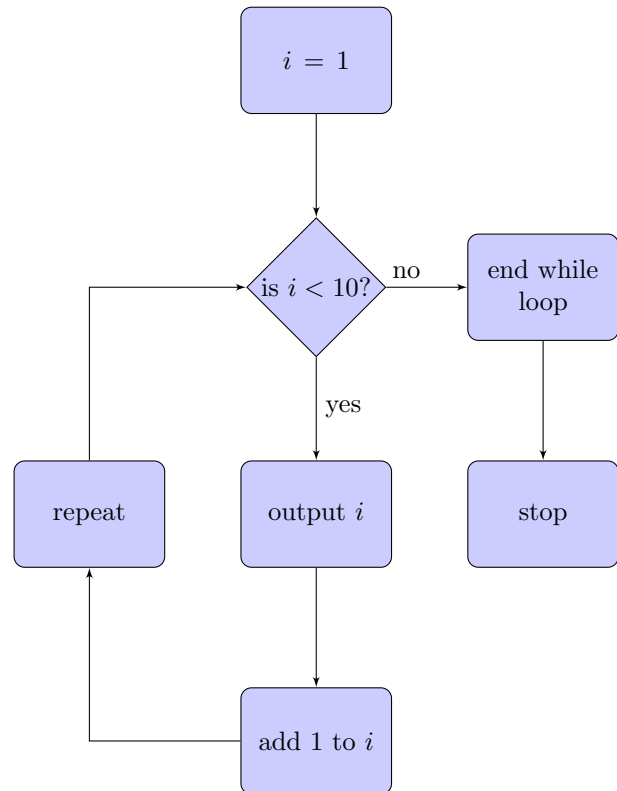 i = 1
is i < 10?
no
end while
loop
yes
repeat
output i
stop
add 1 to i